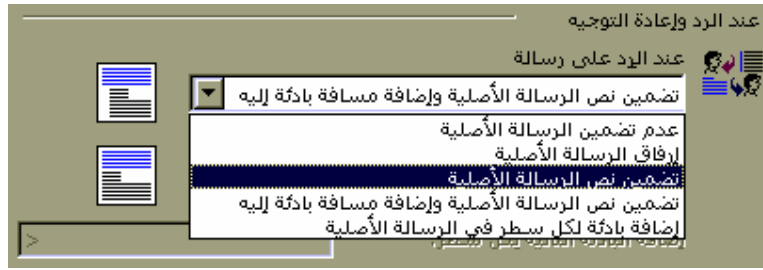 عند الرد وإعادة التوجيه
عند الرد على رسالة
تضمين نص الرسالة الأصلية وإضافة مسافة بادئة إليه
عدم تضمين الرسالة الأصلية
إرفاق الرسالة الأصلية
تضمين نص الرسالة الأصلية
تضمين نص الرسالة الأصلية وإضافة مسافة بادئة إليه
إضافة بادئة لكل سطر في الرسالة الأصلية
>